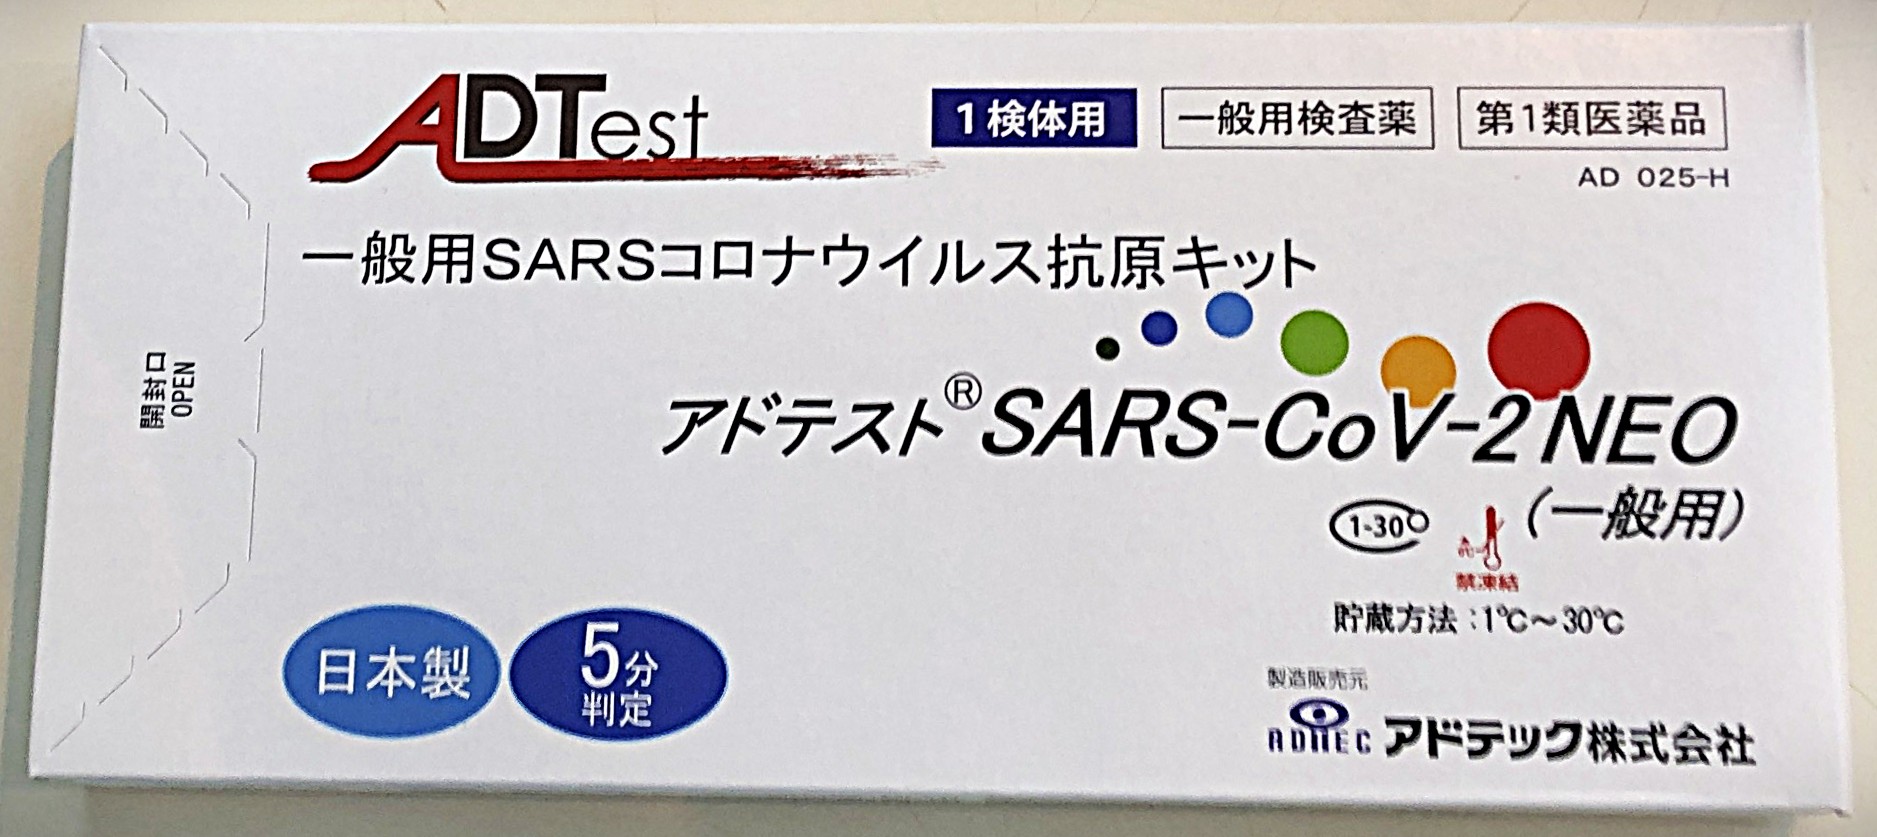 ADTest
1検体用
一般用検査薬
第1類医薬品
AD 025-H
一般用SARSコロナウイルス抗原キット
アドテスト®SARS-CoV-2 NEO
(一般用)
1-30
禁凍結
貯蔵方法:1℃~30℃
開封口
OPEN
日本製
5分
判定
製造販売元
ADTEC アドテック株式会社